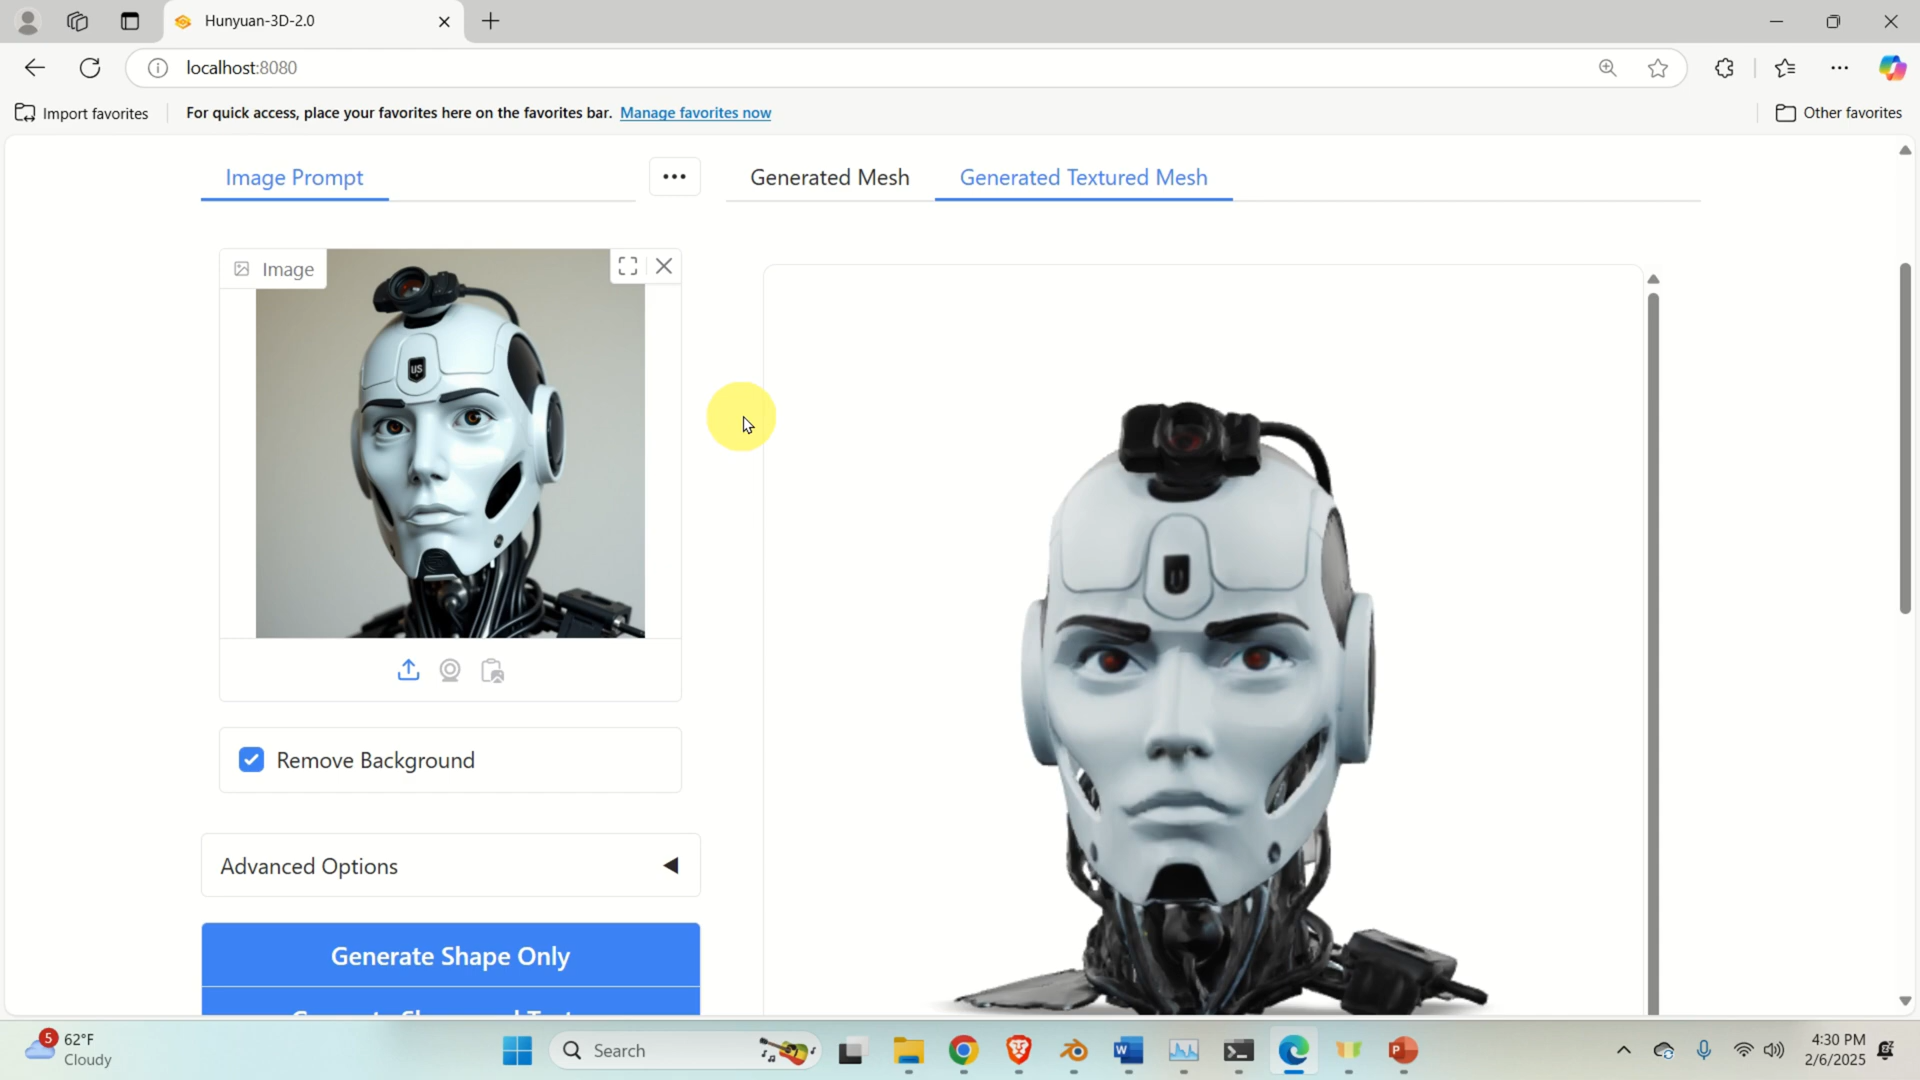 Hunyuan-3D-2.0
localhost:8080
Import favorites
For quick access, place your favorites here on the favorites bar. Manage favorites now
Other favorites
Image Prompt
Generated Mesh
Generated Textured Mesh
Image
US
U
Remove Background
Advanced Options
Generate Shape Only
5
62°F
Cloudy
Search
4:30 PM
2/6/2025